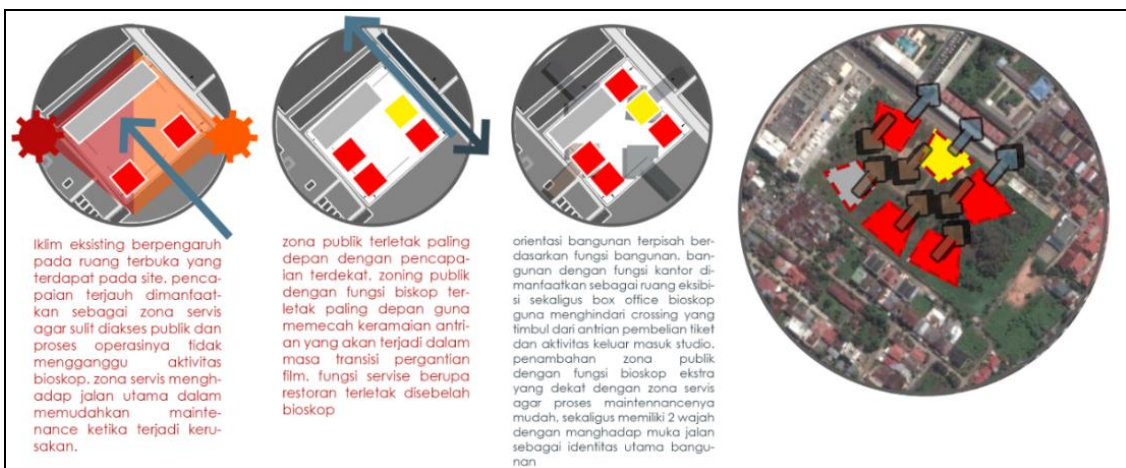 Iklim eksisting berpengaruh
pada ruang terbuka yang
terdapat pada site. penca-
paian terjauh dimanfaat-
kan sebagai zona servis
agar sulit diakses publik dan
proses operasinya tidak
mengganggu aktivitas
bioskop. zona servis mengh-
adap jalan utama dalam
memudahkan mainte-
nance ketika terjadi keru-
sakan.
zona publik terletak paling
depan dengan pencapa-
ian terdekat. zoning publik
dengan fungsi biskop ter-
letak paling depan guna
memecah keramaian antri-
an yang akan terjadi dalam
masa transisi pergantian
film. fungsi servise berupa
restoran terletak disebelah
bioskop
orientasi bangunan terpisah ber-
dasarkan fungsi bangunan. ban-
gunan dengan fungsi kantor di-
manfaatkan sebagai ruang eksibi-
si sekaligus box office bioskop
guna menghindari crossing yang
timbul dari antrian pembelian tiket
dan aktivitas keluar masuk studio.
penambahan zona publik
dengan fungsi bioskop ekstra
yang dekat dengan zona servis
agar proses maintennancenya
mudah, sekaligus memiliki 2 wajah
dengan manghadap muka jalan
sebagai identitas utama bangu-
nan